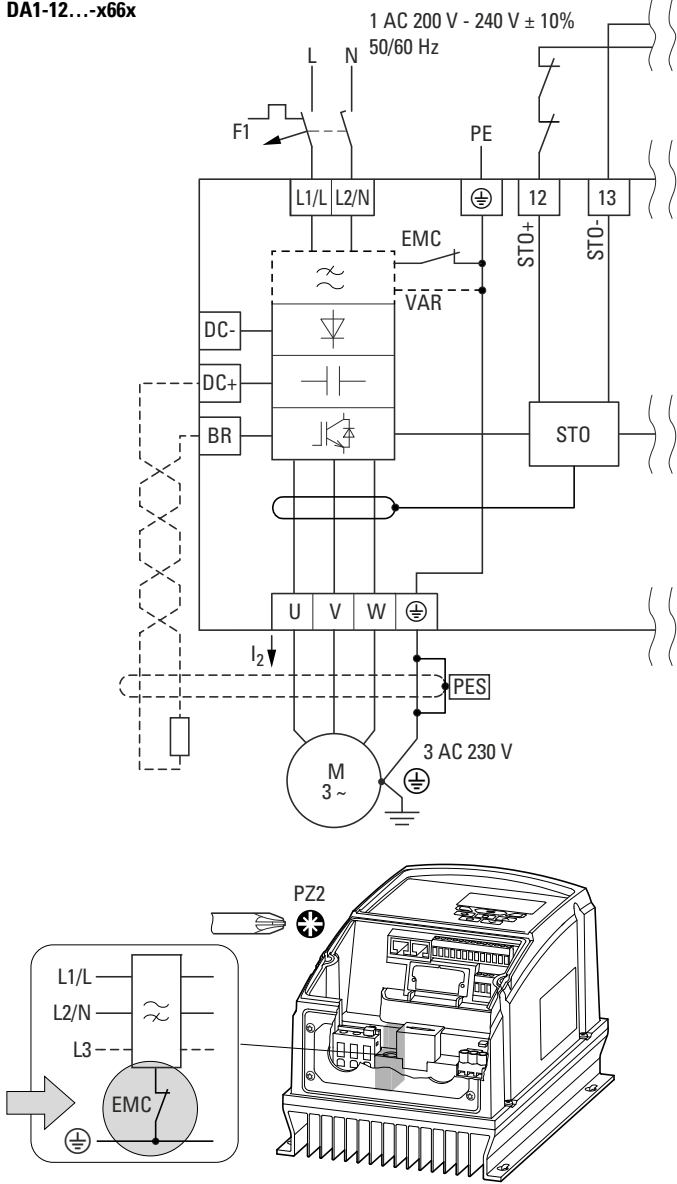 DA1-12...-x66x
1 AC 200 V - 240 V ± 10%
50/60 Hz
L
N
F1
PE
L1/L
L2/N
12
13
STO+
STO-
EMC
VAR
DC-
DC+
BR
STO
U
V
W
I2
PES
3 AC 230 V
M
3 ~
PZ2
L1/L
L2/N
L3
EMC